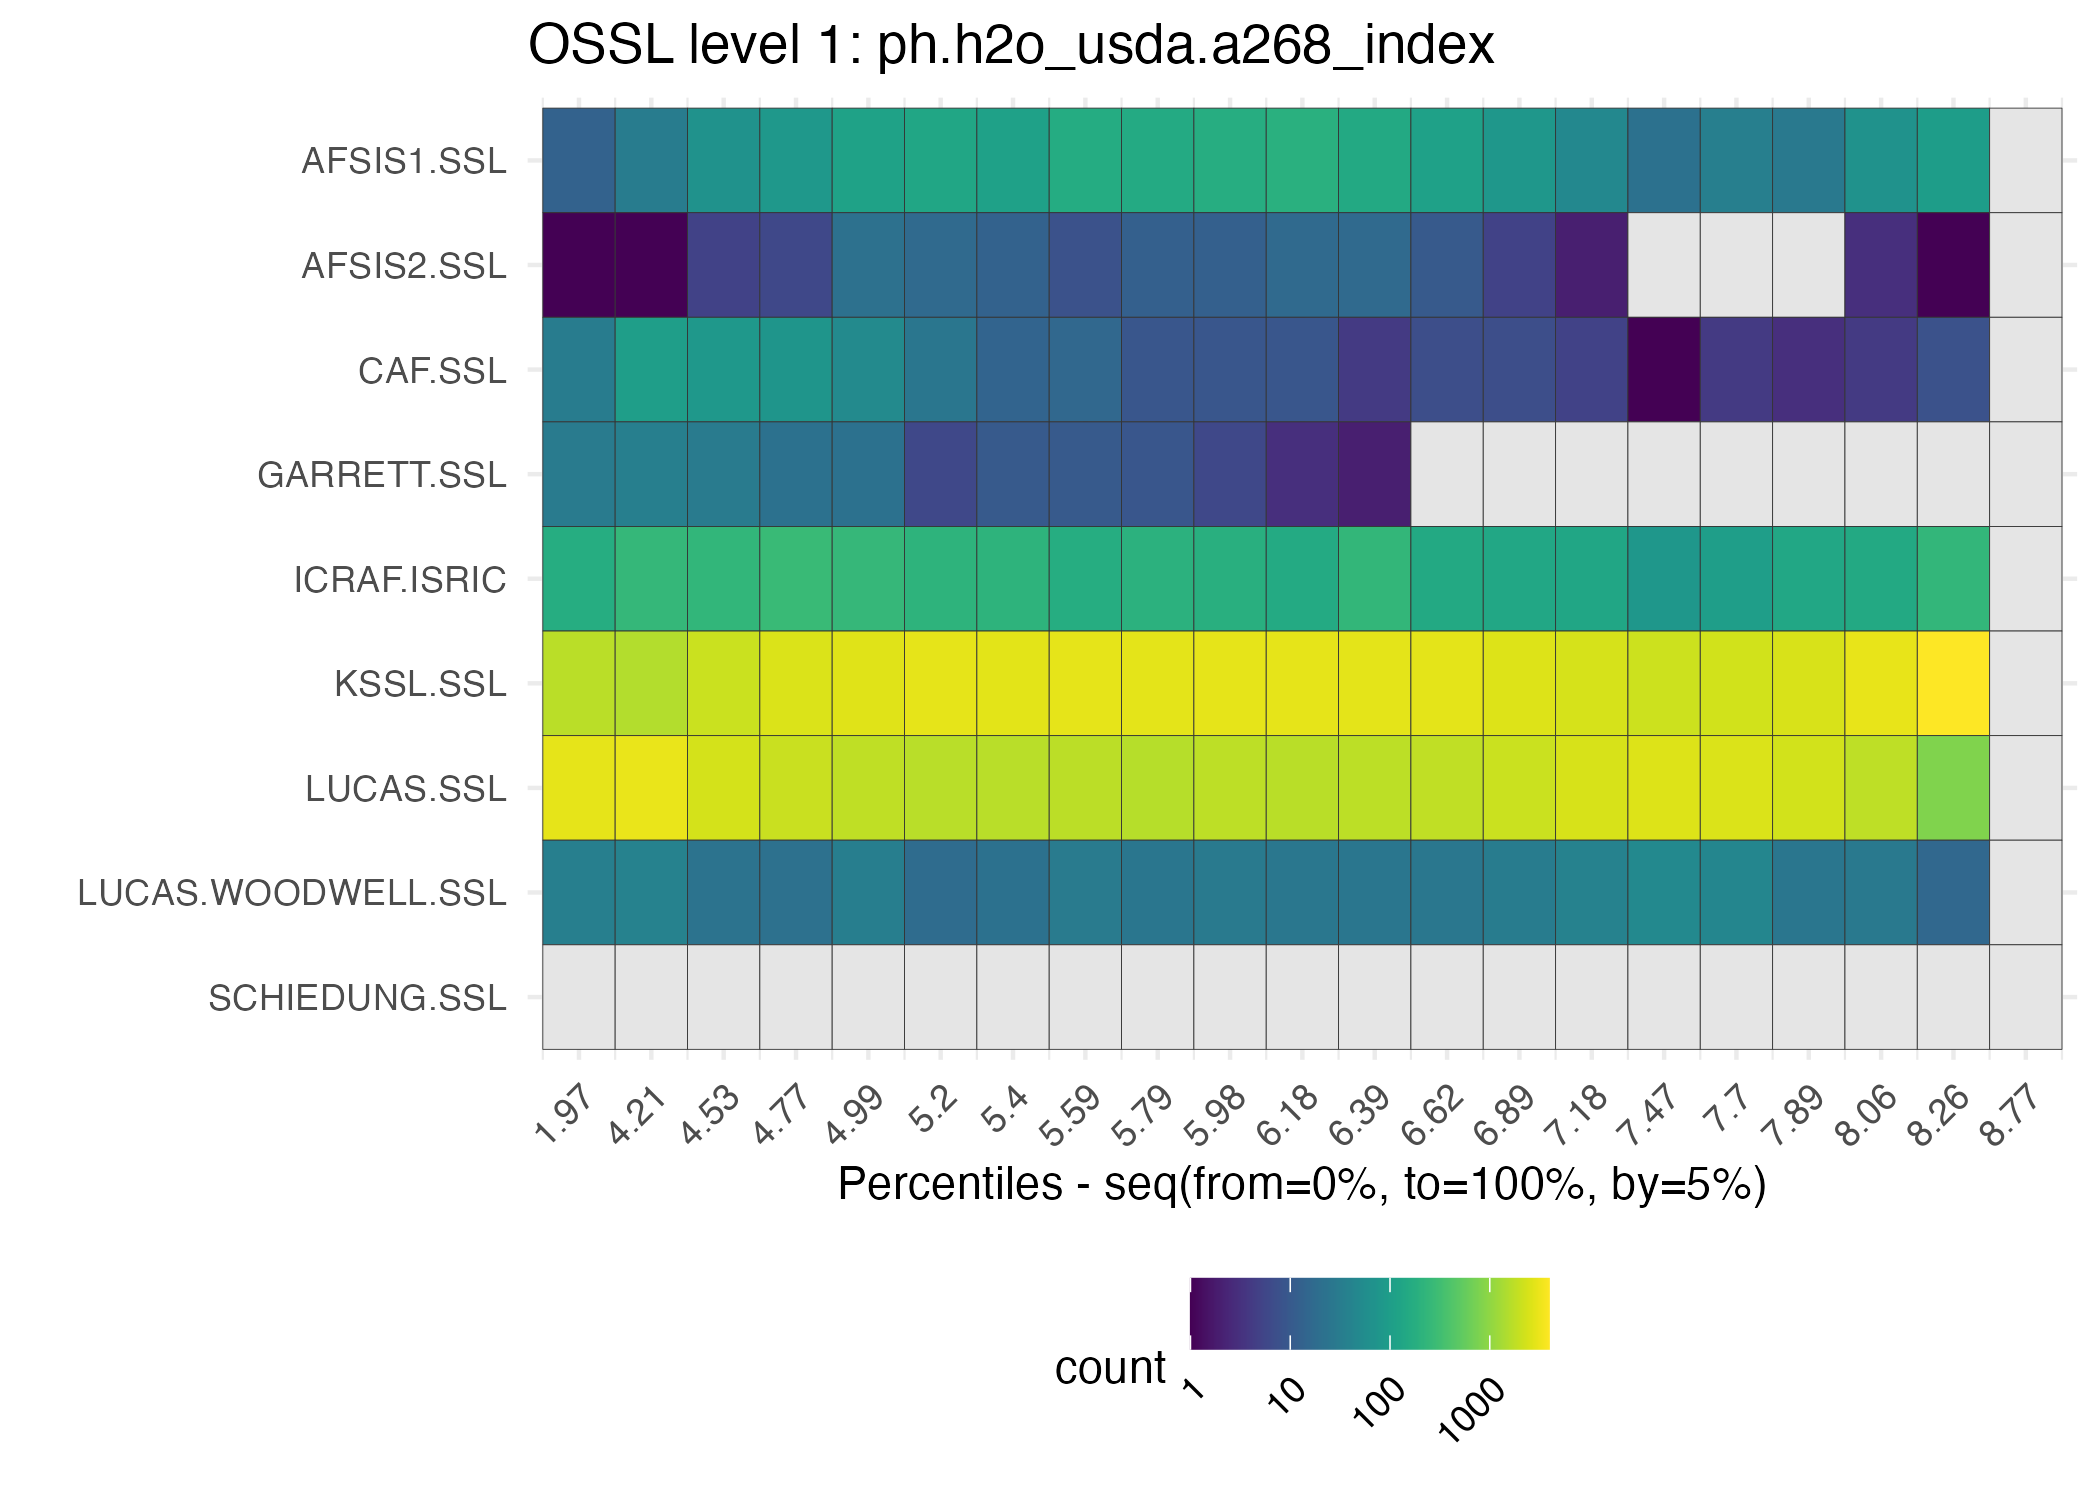 OSSL level 1: ph.h2o_usda.a268_index
AFSIS1.SSL
AFSIS2.SSL
CAF.SSL
GARRETT.SSL
ICRAF.ISRIC
KSSL.SSL
LUCAS.SSL
LUCAS.WOODWELL.SSL
SCHIEDUNG.SSL
1.97 4.21 4.53 4.77 4.99 5.2 5.4 5.59 5.79 5.98 6.18 6.39 6.62 6.89 7.18 7.47 7.7 7.89 8.06 8.26 8.77
Percentiles - seq(from=0%, to=100%, by=5%)
count
1 10 100 1000